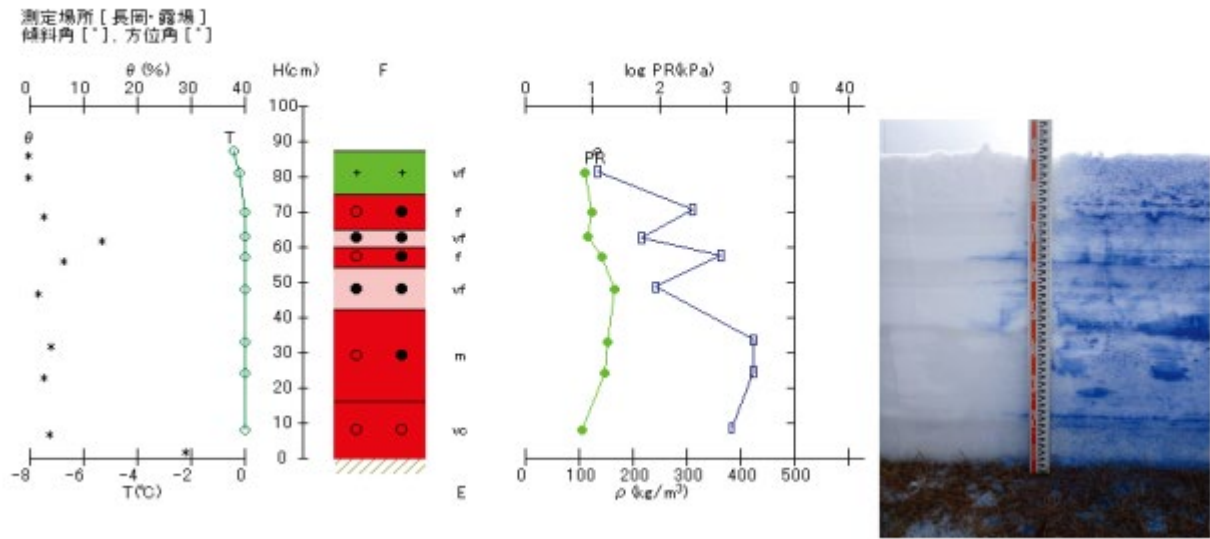 測定場所 [ 長岡・露場 ]
傾斜角 [ ° ], 方位角 [ ° ]
θ (%) H(cm) F log PR(kPa)
0 10 20 30 40 0 1 2 3 0 40
100
θ T 90 PR
80 vf
70 f
60 vf
f
50 vf
40
30 m
20
10 vc
0
-8 -6 -4 -2 0 0 100 200 300 400 500
T(℃) E ρ (kg/m³)